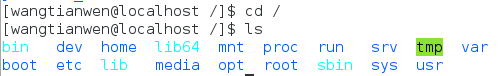 [wangtianwen@localhost /]$ cd /
[wangtianwen@localhost /]$ ls
bin dev home lib64 mnt proc run srv tmp var
boot etc lib media opt root sbin sys usr